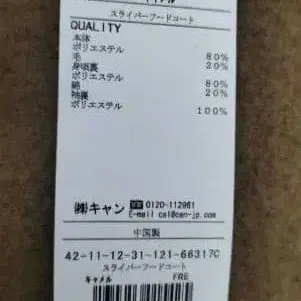 スライバーフードコート
QUALITY
本体
ポリエステル 80%
毛 20%
身頃裏
ポリエステル 80%
綿 20%
袖裏
ポリエステル 100%
㈱キャン ☎0120-112961
E-mail cs1@can-jp.com
中国製
42-11-12-31-121-66317C
スライバーフードコート
キャメル FRE